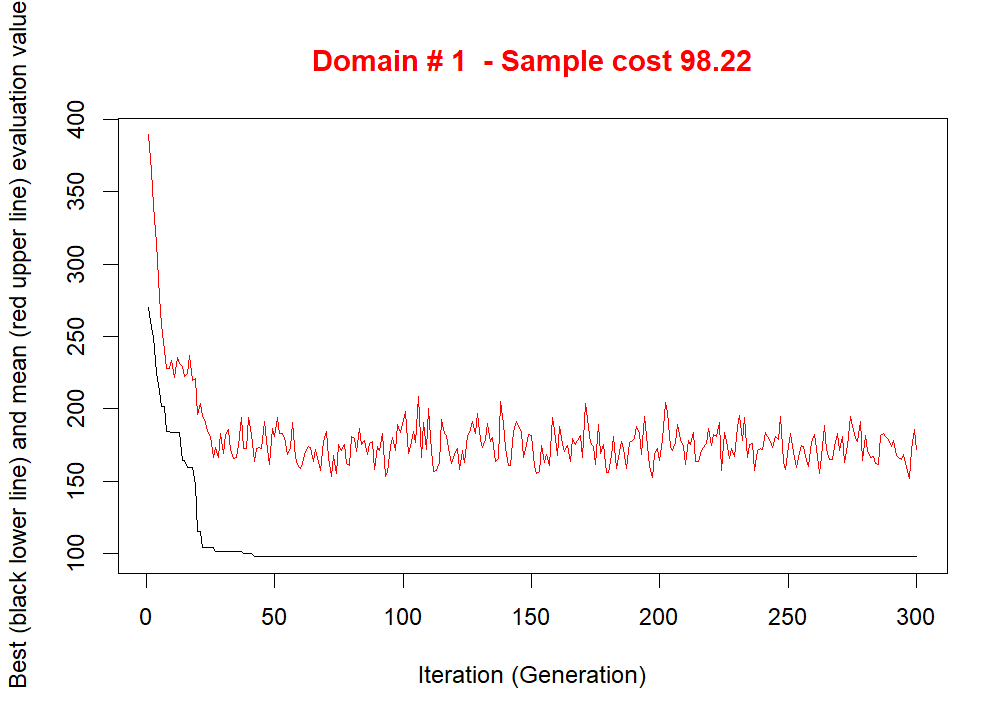 Domain # 1  - Sample cost 98.22
Best (black lower line) and mean (red upper line) evaluation value
400
350
300
250
200
150
100
0 50 100 150 200 250 300
Iteration (Generation)